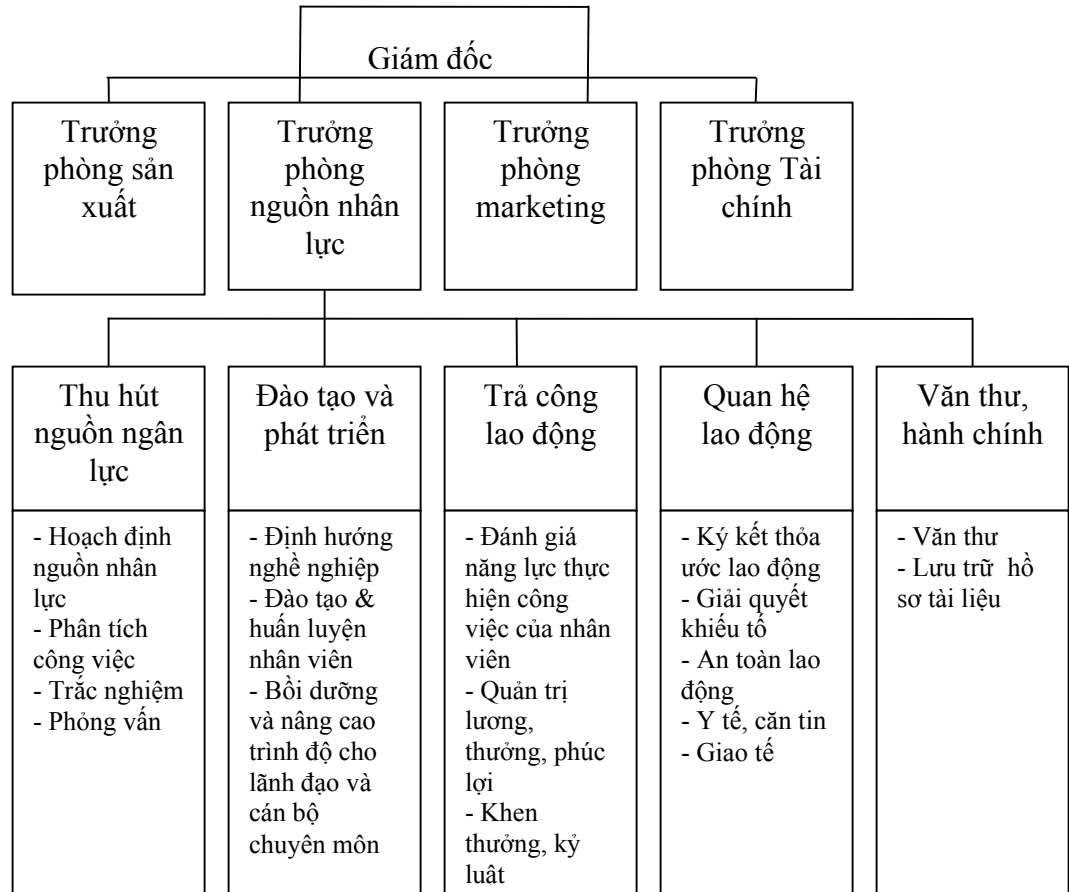 Giám đốc
Trưởng
phòng sản
xuất
Trưởng
phòng
nguồn nhân
lực
Trưởng
phòng
marketing
Trưởng
phòng Tài
chính
Thu hút
nguồn ngân
lực
Đào tạo và
phát triển
Trả công
lao động
Quan hệ
lao động
Văn thư,
hành chính
- Hoạch định
nguồn nhân
lực
- Phân tích
công việc
- Trắc nghiệm
- Phỏng vấn
- Định hướng
nghề nghiệp
- Đào tạo &
huấn luyện
nhân viên
- Bồi dưỡng
và nâng cao
trình độ cho
lãnh đạo và
cán bộ
chuyên môn
- Đánh giá
năng lực thực
hiện công
việc của nhân
viên
- Quản trị
lương,
thưởng, phúc
lợi
- Khen
thưởng, kỷ
luât
- Ký kết thỏa
ước lao động
- Giải quyết
khiếu tố
- An toàn lao
động
- Y tế, căn tin
- Giao tế
- Văn thư
- Lưu trữ hồ
sơ tài liệu